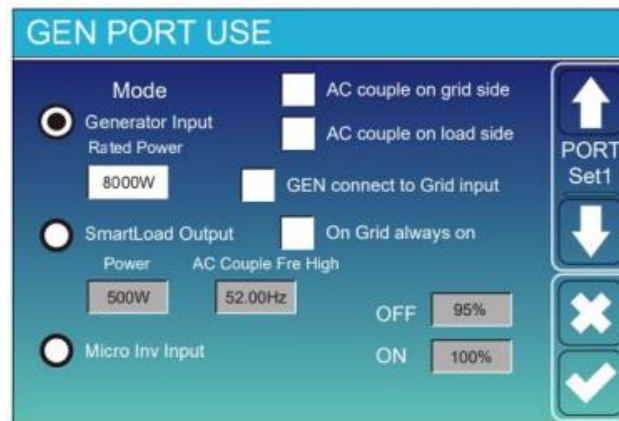 GEN PORT USE
Mode
AC couple on grid side
Generator Input
Rated Power
AC couple on load side
8000W
GEN connect to Grid input
SmartLoad Output
On Grid always on
Power
AC Couple Fre High
500W
52.00Hz
OFF
95%
Micro Inv Input
ON
100%
PORT
Set1